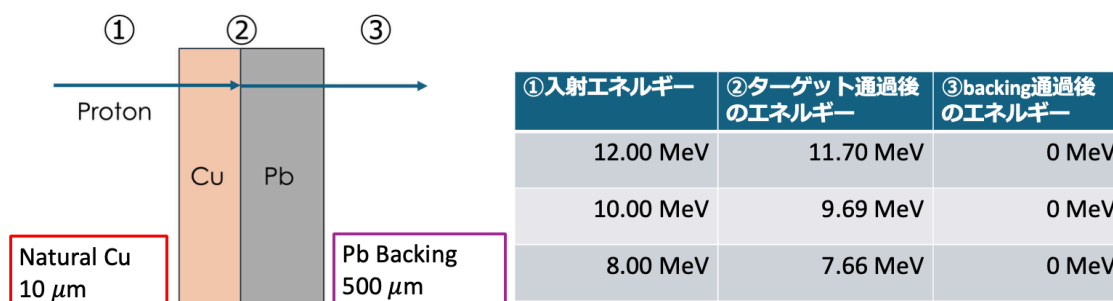 ① ② ③
Proton
Cu Pb
Natural Cu
10 μm
Pb Backing
500 μm
①入射エネルギー ②ターゲット通過後のエネルギー ③backing通過後のエネルギー
12.00 MeV 11.70 MeV 0 MeV
10.00 MeV 9.69 MeV 0 MeV
8.00 MeV 7.66 MeV 0 MeV